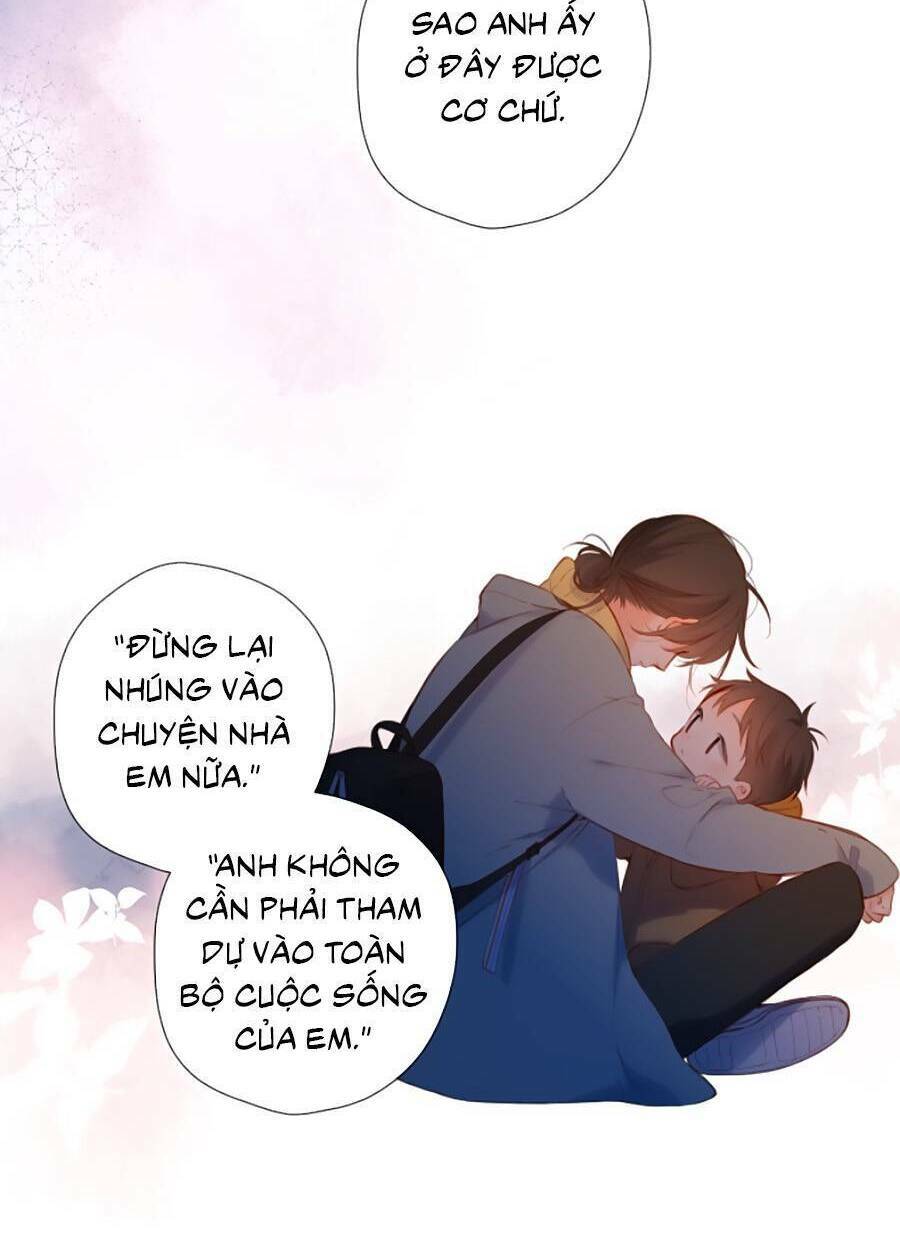 SAO ANH ẤY
Ở ĐÂY ĐƯỢC
CƠ CHỨ.
"ĐỪNG LẠI
NHÚNG VÀO
CHUYỆN NHÀ
EM NỮA."
"ANH KHÔNG
CẦN PHẢI THAM
DỰ VÀO TOÀN
BỘ CUỘC SỐNG
CỦA EM."